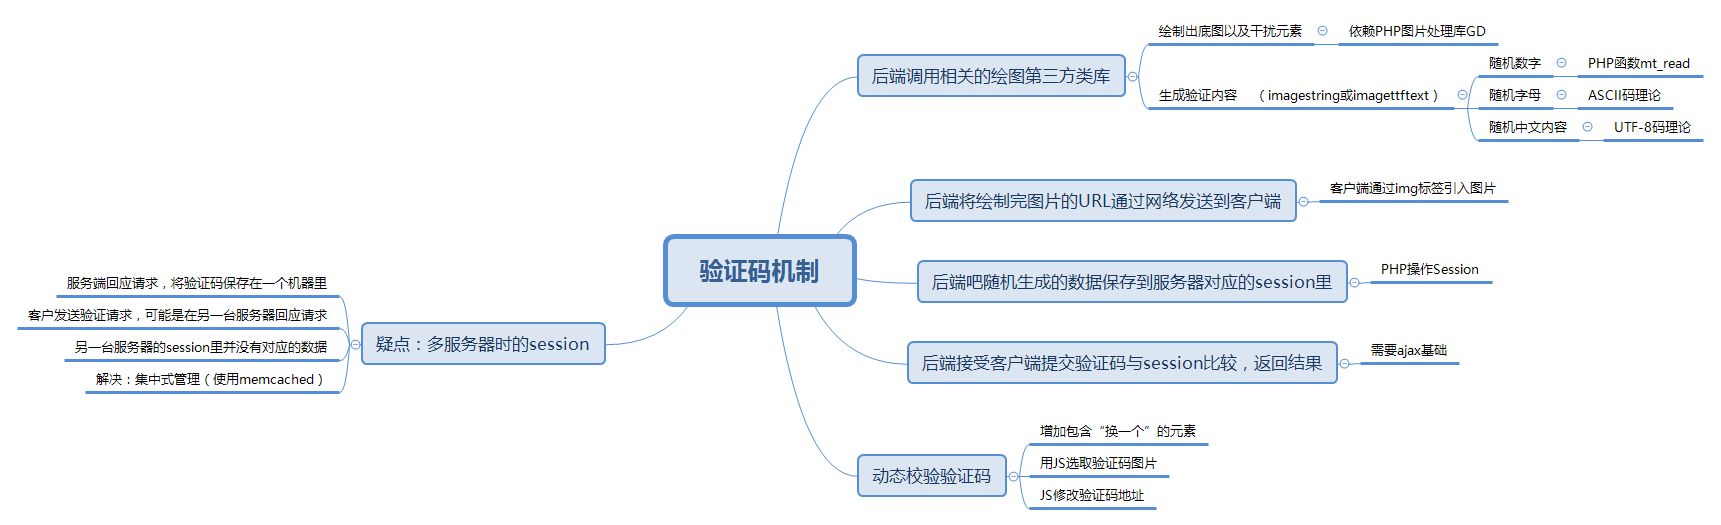 验证码机制
后端调用相关的绘图第三方类库
绘制出底图以及干扰元素
依赖PHP图片处理库GD
生成验证内容 （imagestring或imagettftext）
随机数字
PHP函数mt_read
随机字母
ASCII码理论
随机中文内容
UTF-8码理论
后端将绘制完图片的URL通过网络发送到客户端
客户端通过img标签引入图片
后端吧随机生成的数据保存到服务器对应的session里
PHP操作Session
后端接受客户端提交验证码与session比较，返回结果
需要ajax基础
动态校验验证码
增加包含“换一个”的元素
用JS选取验证码图片
JS修改验证码地址
疑点：多服务器时的session
服务端回应请求，将验证码保存在一个机器里
客户发送验证请求，可能是在另一台服务器回应请求
另一台服务器的session里并没有对应的数据
解决：集中式管理（使用memcached）